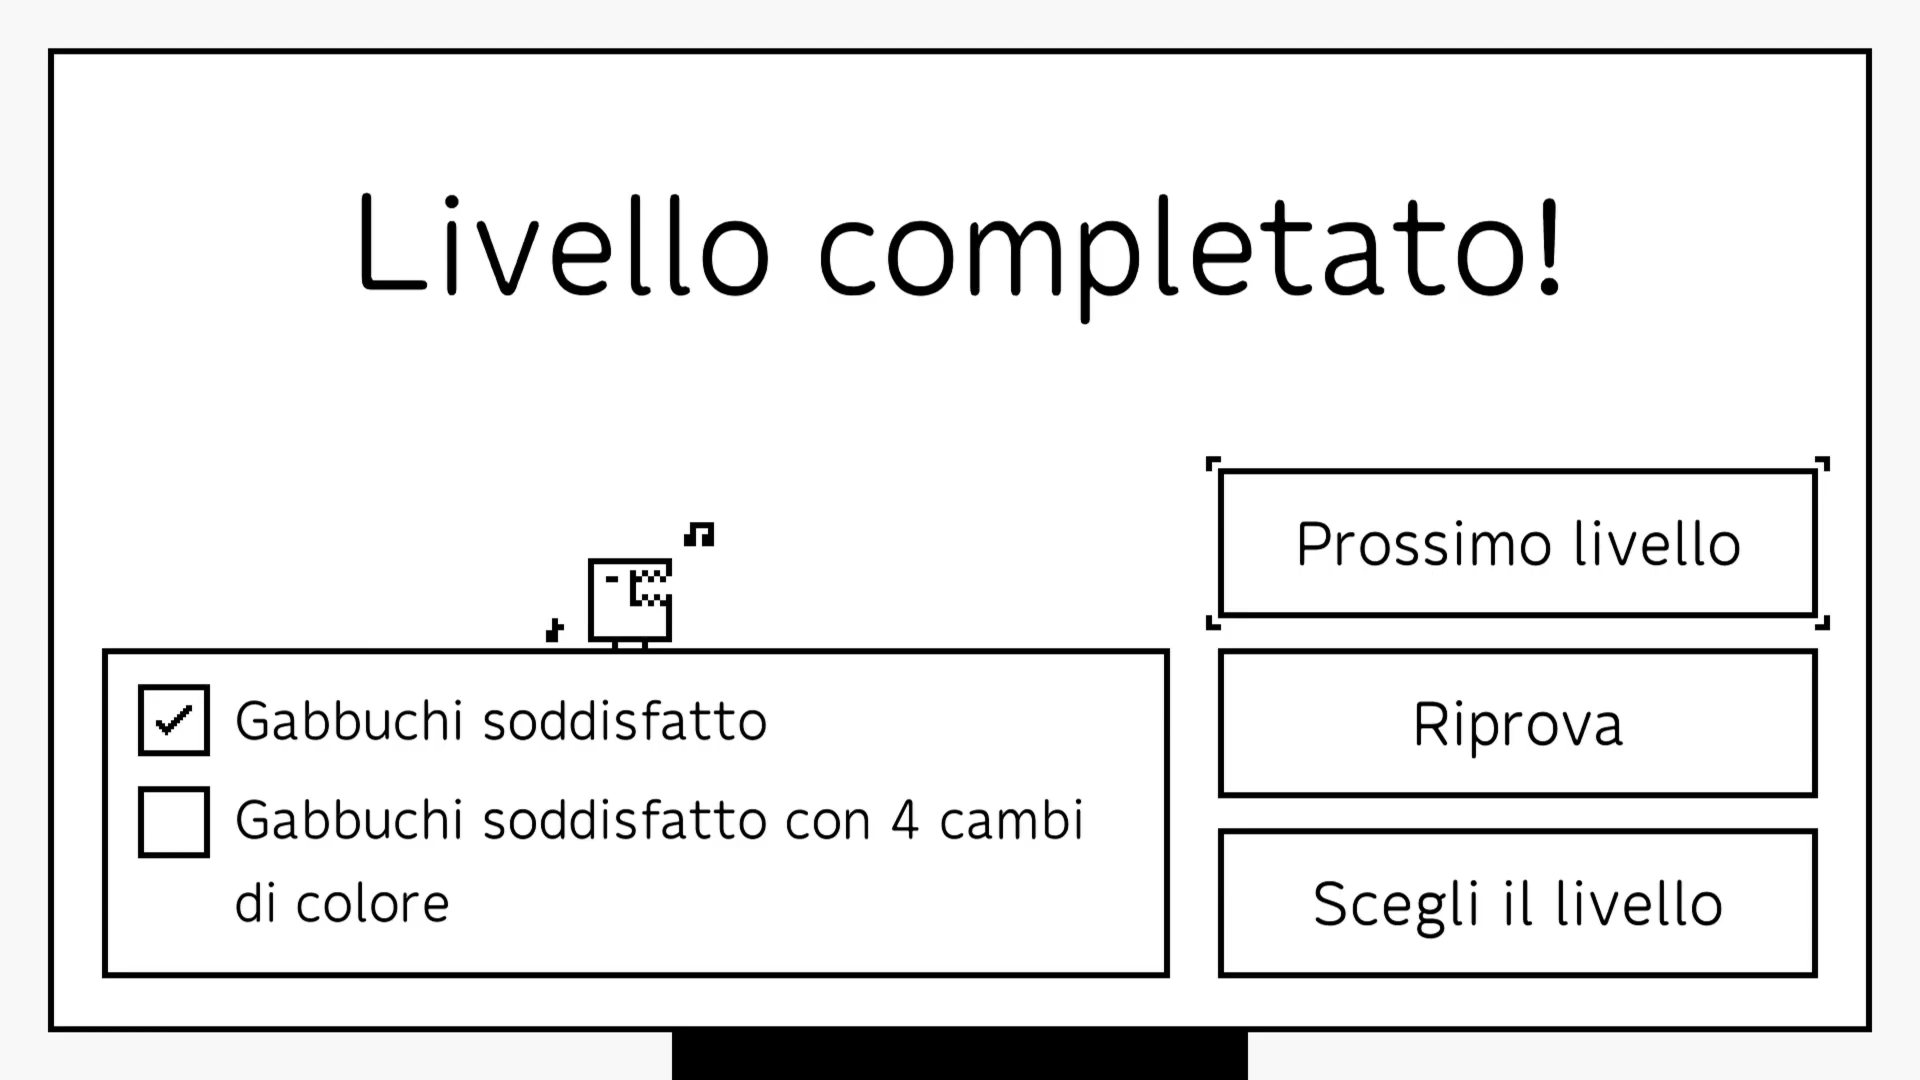 Livello completato!
Gabbuchi soddisfatto
Gabbuchi soddisfatto con 4 cambi
di colore
Prossimo livello
Riprova
Scegli il livello